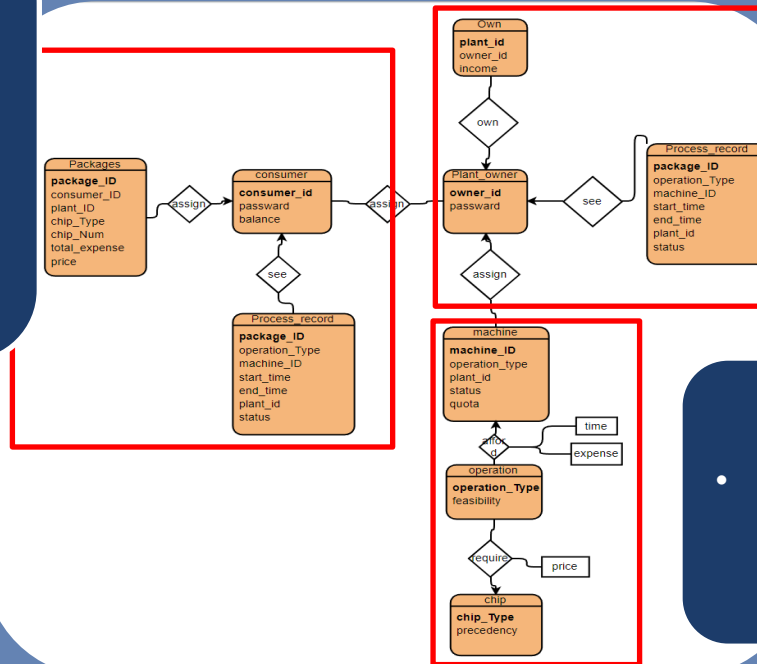 Own
plant_id
owner_id
income
own
Packages
package_ID
consumer_ID
plant_ID
chip_Type
chip_Num
total_expense
price
assign
consumer
consumer_id
passward
balance
assign
Plant_owner
owner_id
passward
see
Process_record
package_ID
operation_Type
machine_ID
start_time
end_time
plant_id
status
see
assign
Process_record
package_ID
operation_Type
machine_ID
start_time
end_time
plant_id
status
machine
machine_ID
operation_type
plant_id
status
quota
affor
d
time
expense
operation
operation_Type
feasibility
require
price
chip
chip_Type
precedency